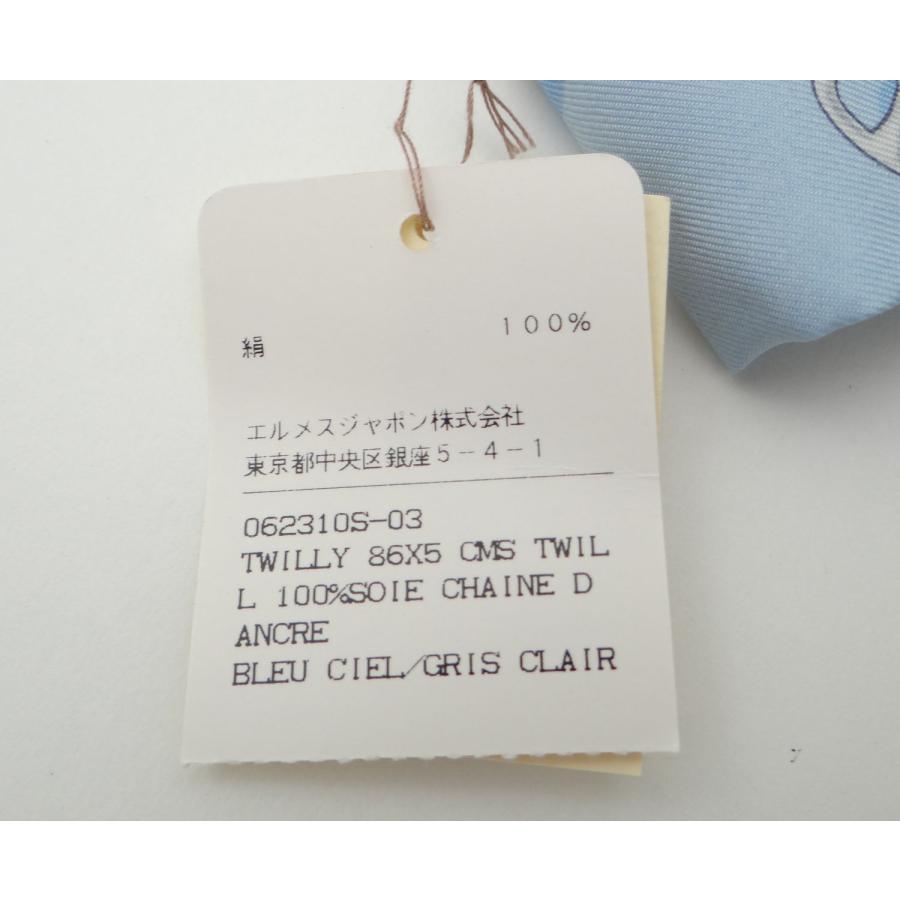 絹 １００％
エルメスジャポン株式会社
東京都中央区銀座５－４－１
062310S-03
TWILLY 86X5 CMS TWIL
L 100%SOIE CHAINE D
ANCRE
BLEU CIEL/GRIS CLAIR